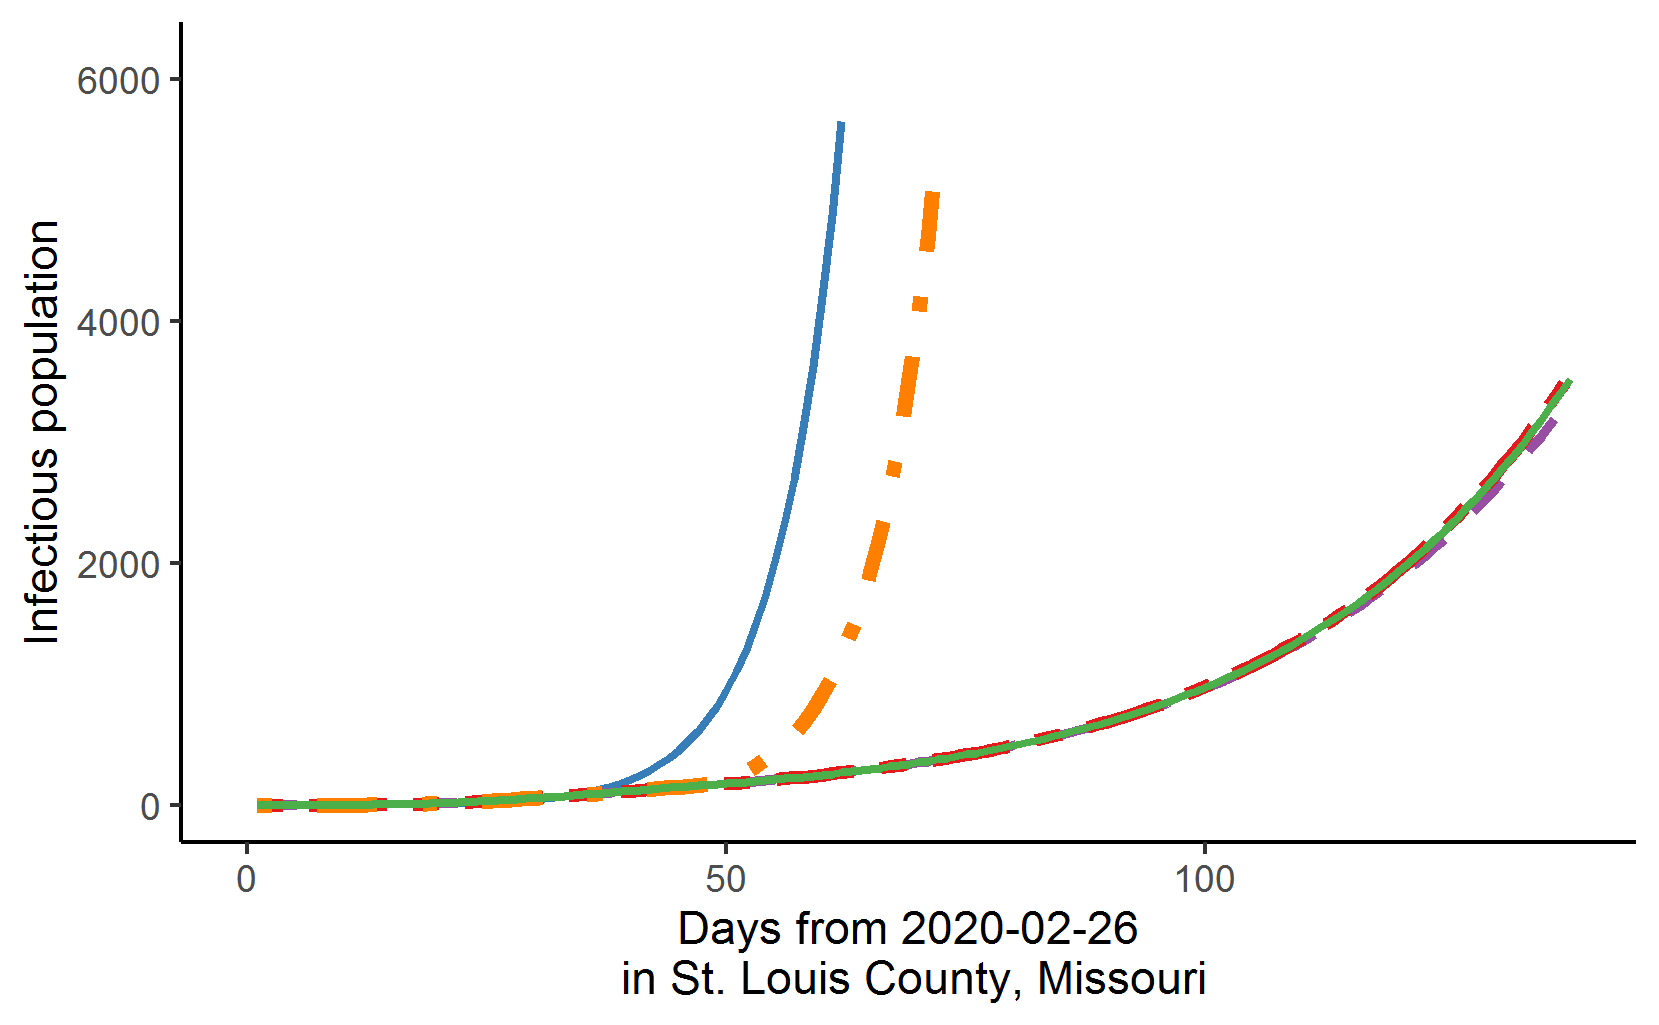 Infectious population
6000
4000
2000
0
0 50 100
Days from 2020-02-26
in St. Louis County, Missouri